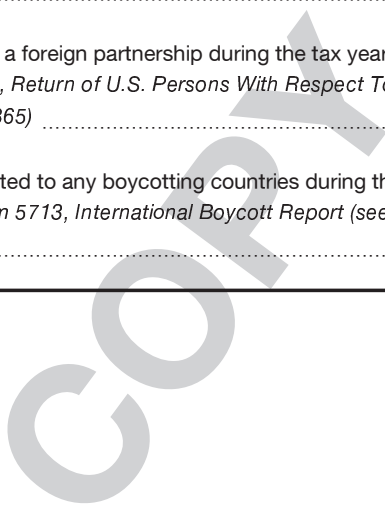 a foreign partnership during the tax year
, Return of U.S. Persons With Respect To
865)
ted to any boycotting countries during th
m 5713, International Boycott Report (see
COPY